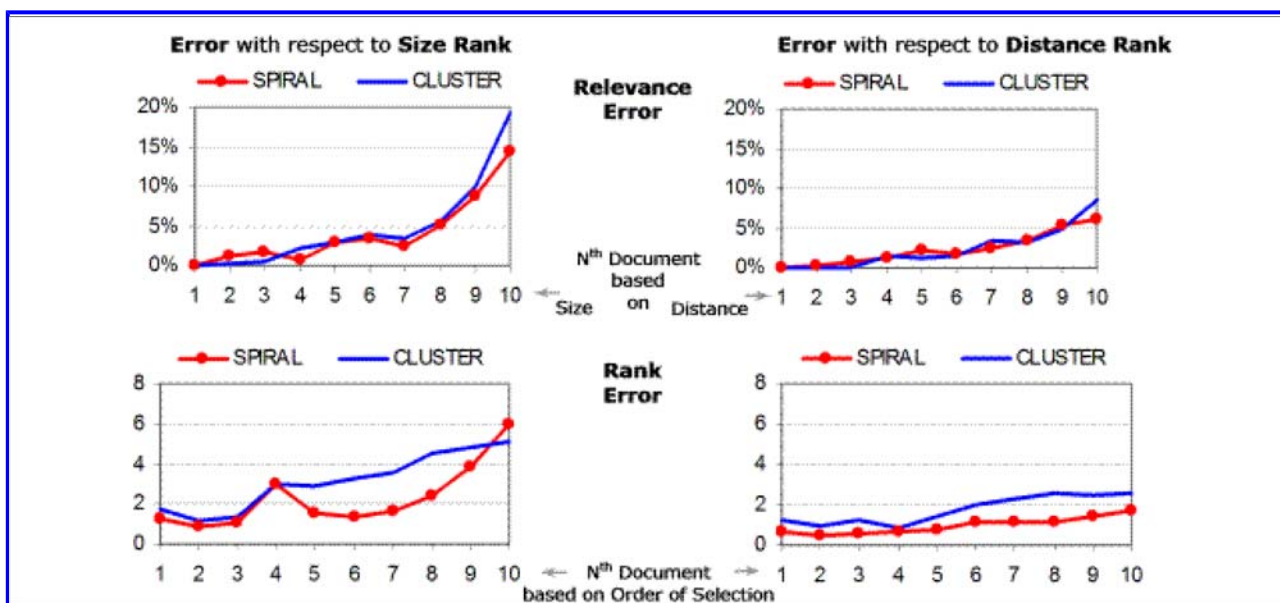 Error with respect to Size Rank
SPIRAL CLUSTER
20%
15%
10%
5%
0%
1 2 3 4 5 6 7 8 9 10
Relevance
Error
Error with respect to Distance Rank
SPIRAL CLUSTER
20%
15%
10%
5%
0%
1 2 3 4 5 6 7 8 9 10
Nth Document
based
on
Size Distance
SPIRAL CLUSTER
8
6
4
2
0
1 2 3 4 5 6 7 8 9 10
Rank
Error
SPIRAL CLUSTER
8
6
4
2
0
1 2 3 4 5 6 7 8 9 10
Nth Document
based on Order of Selection